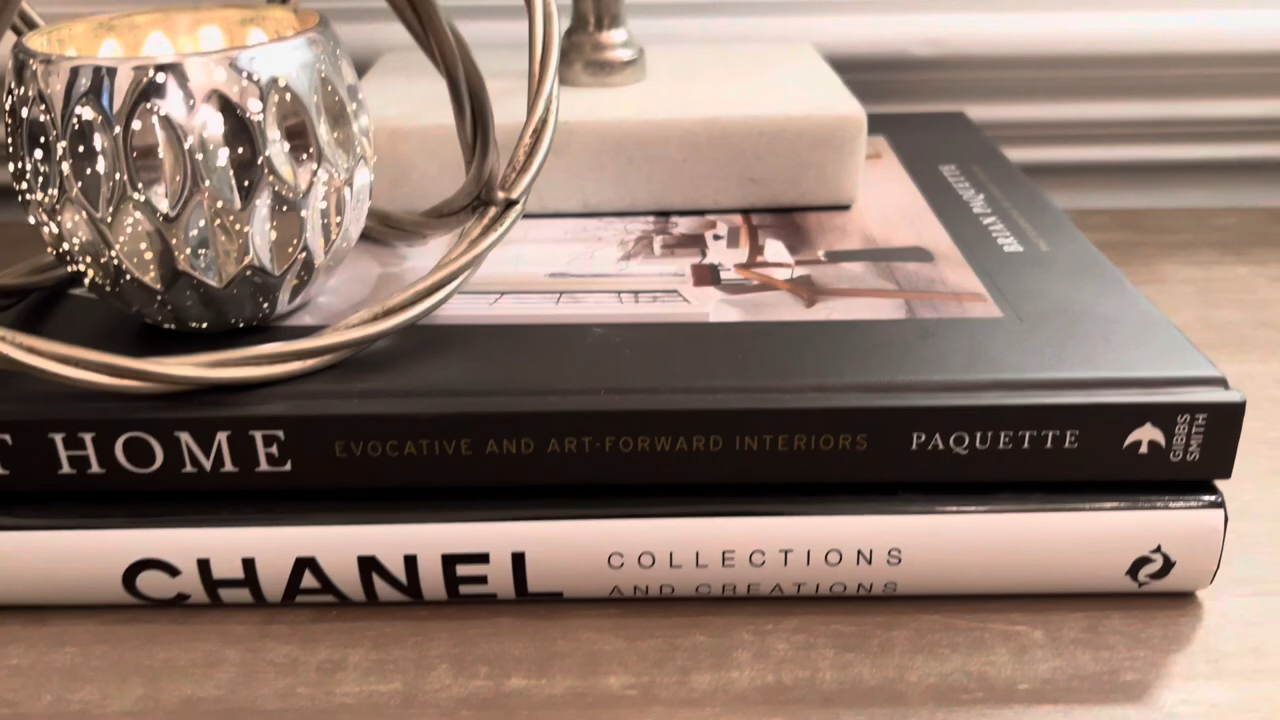 BRIAN PAQUETTE
T HOME EVOCATIVE AND ART-FORWARD INTERIORS PAQUETTE GIBBS SMITH
CHANEL COLLECTIONS
AND CREATIONS